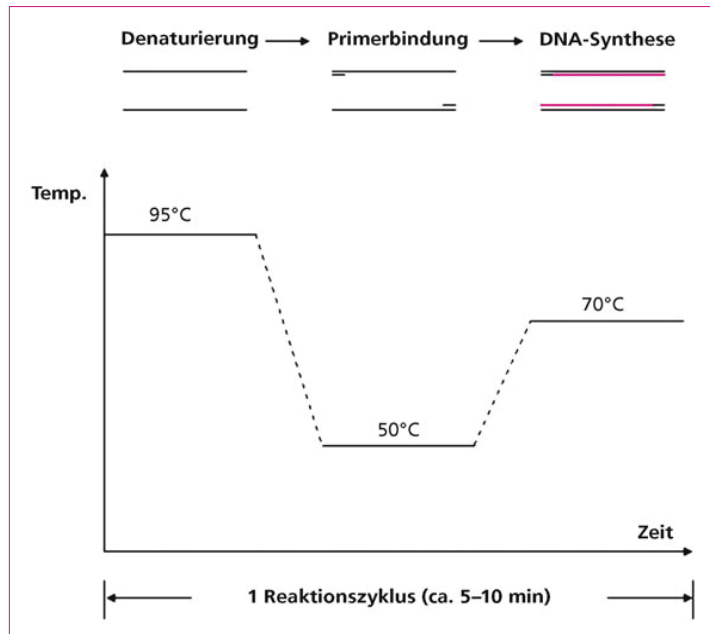 Denaturierung Primerbindung DNA-Synthese
Temp.
95°C
70°C
50°C
Zeit
1 Reaktionszyklus (ca. 5–10 min)